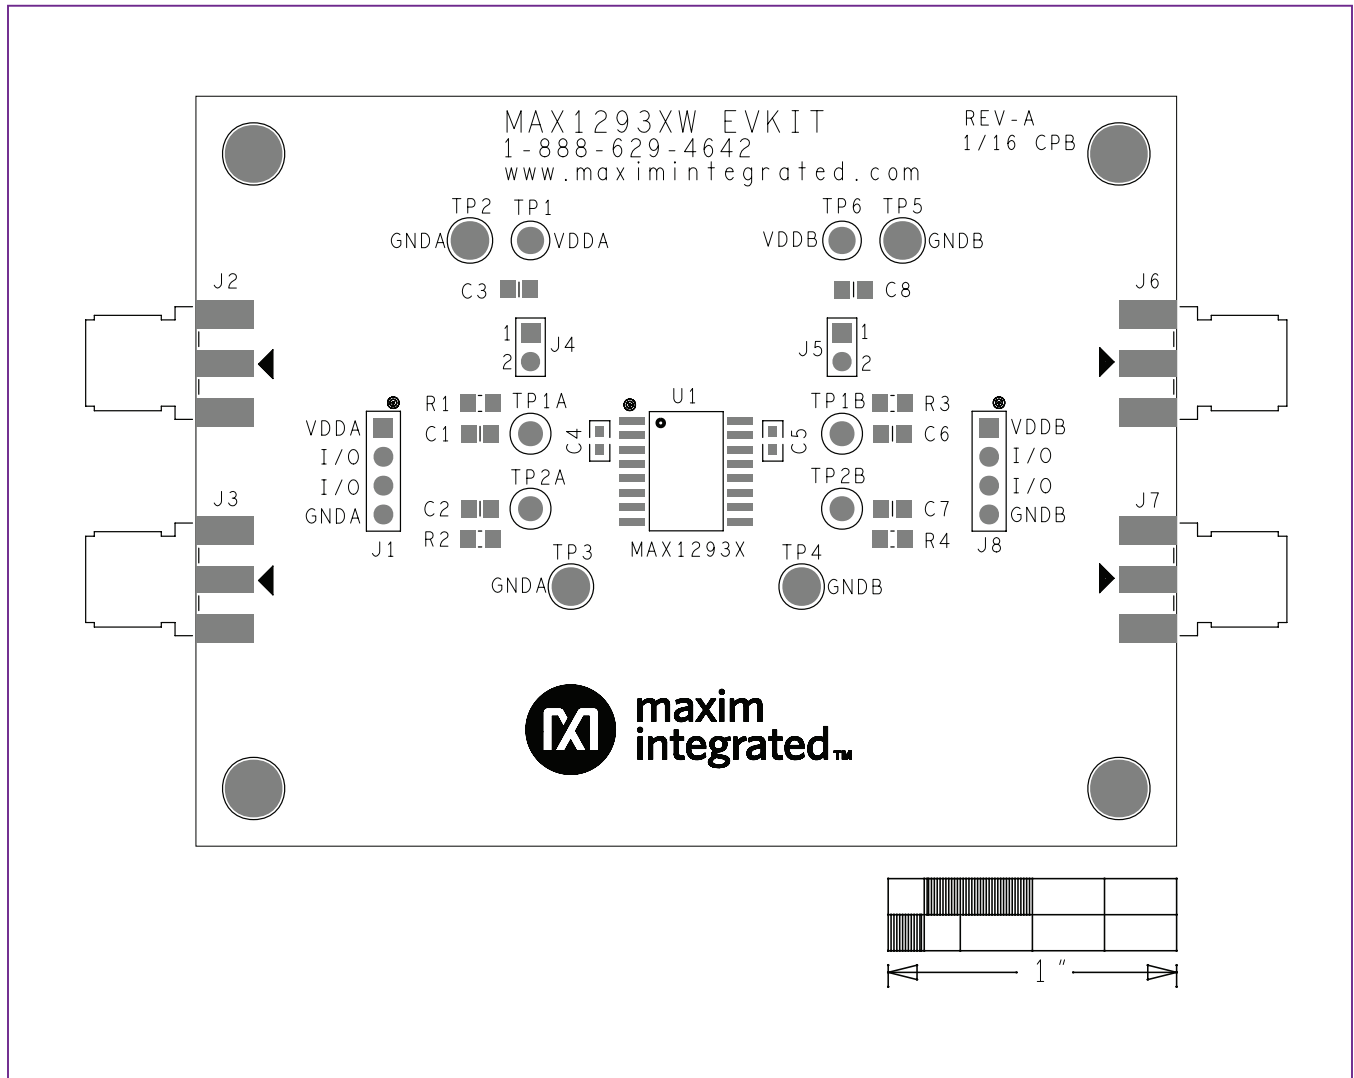 MAX1293XW EVKIT
1-888-629-4642
www.maximintegrated.com
REV-A
1/16 CPB
TP2 TP1
GNDA VDDA
TP6 TP5
VDDB GNDB
C3
C8
J2
J6
1
2
J4
J5
1
2
R1
TP1A
U1
TP1B
R3
C1
C4
C5
C6
VDDA
I/O
I/O
GNDA
J1
VDDB
I/O
I/O
GNDB
J8
TP2A
TP2B
C2
C7
R2
R4
J3
J7
MAX1293X
TP3
GNDA
TP4
GNDB
maxim
integrated™
1"